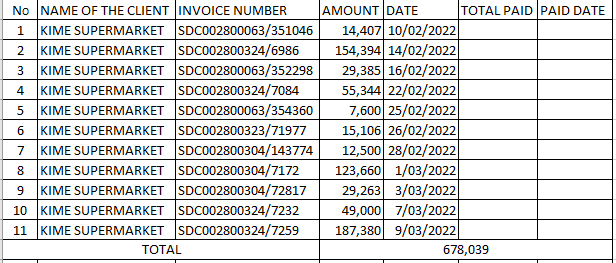 No NAME OF THE CLIENT INVOICE NUMBER AMOUNT DATE TOTAL PAID PAID DATE
1 KIME SUPERMARKET SDC002800063/351046 14,407 10/02/2022
2 KIME SUPERMARKET SDC002800324/6986 154,394 14/02/2022
3 KIME SUPERMARKET SDC002800063/352298 29,385 16/02/2022
4 KIME SUPERMARKET SDC002800324/7084 55,344 22/02/2022
5 KIME SUPERMARKET SDC002800063/354360 7,600 25/02/2022
6 KIME SUPERMARKET SDC002800323/71977 15,106 26/02/2022
7 KIME SUPERMARKET SDC002800304/143774 12,500 28/02/2022
8 KIME SUPERMARKET SDC002800304/7172 123,660 1/03/2022
9 KIME SUPERMARKET SDC002800304/72817 29,263 3/03/2022
10 KIME SUPERMARKET SDC002800324/7232 49,000 7/03/2022
11 KIME SUPERMARKET SDC002800324/7259 187,380 9/03/2022
TOTAL 678,039